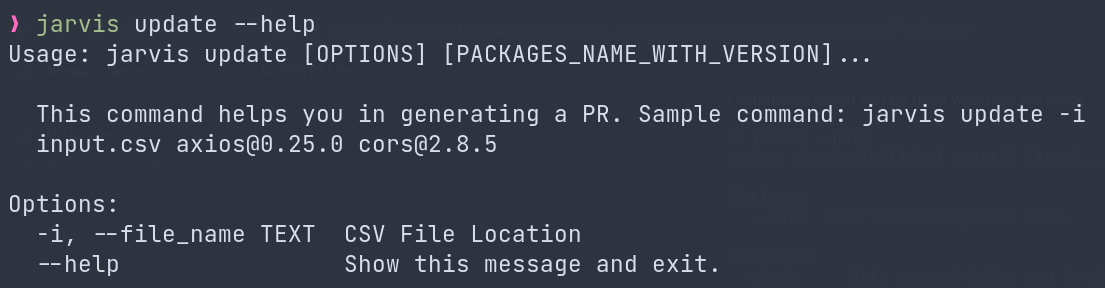 ❯ jarvis update --help
Usage: jarvis update [OPTIONS] [PACKAGES_NAME_WITH_VERSION]...
This command helps you in generating a PR. Sample command: jarvis update -i
input.csv axios@0.25.0 cors@2.8.5
Options:
-i, --file_name TEXT  CSV File Location
--help                Show this message and exit.